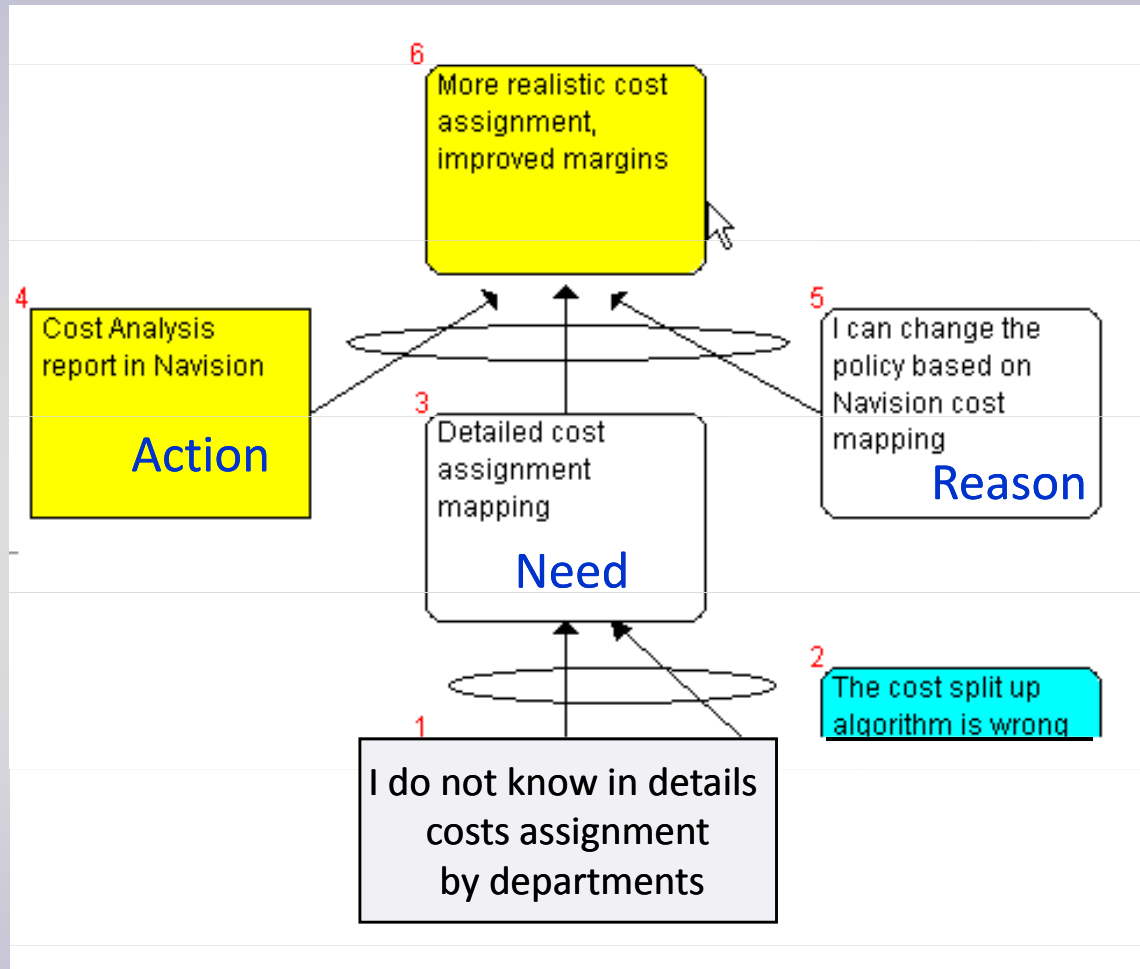 6
More realistic cost
assignment,
improved margins
4
Cost Analysis
report in Navision
Action
5
I can change the
policy based on
Navision cost
mapping
Reason
3
Detailed cost
assignment
mapping
Need
2
The cost split up
algorithm is wrong
1
I do not know in details
costs assignment
by departments